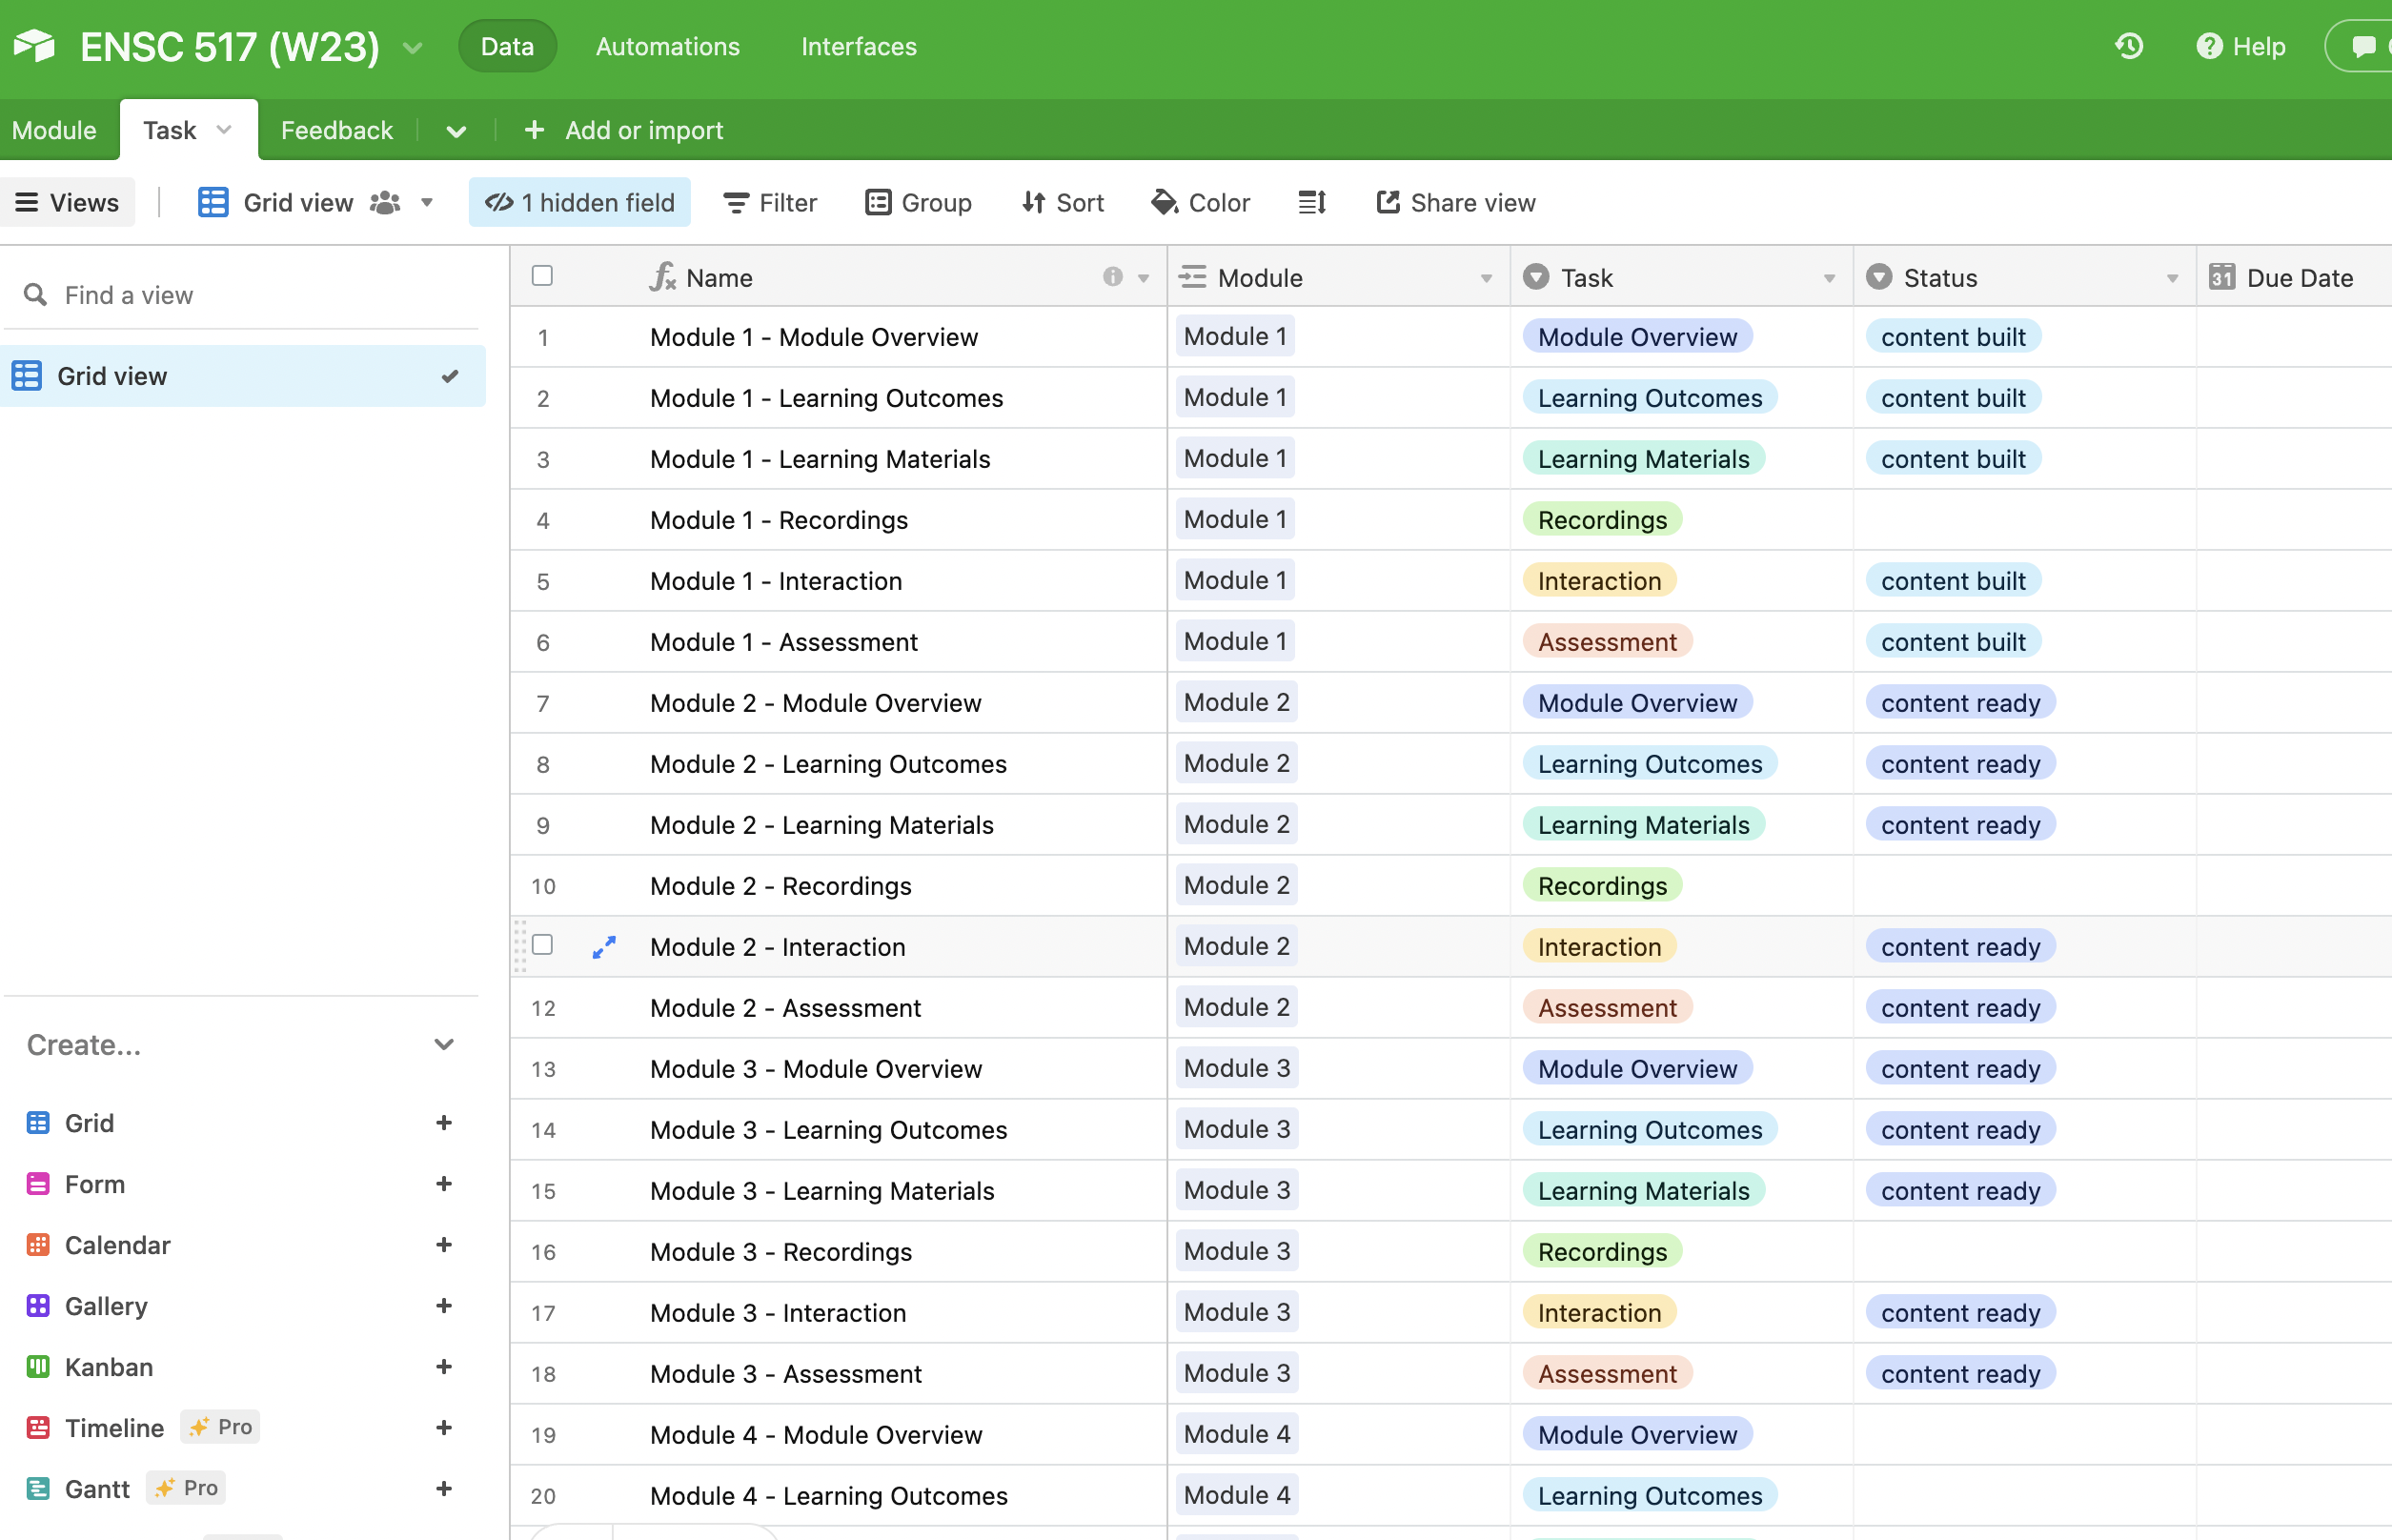 ENSC 517 (W23) Data Automations Interfaces Help
Module Task Feedback Add or import
Views Grid view 1 hidden field Filter Group Sort Color Share view
Find a view
Grid view
Create...
Grid
Form
Calendar
Gallery
Kanban
Timeline Pro
Gantt Pro
Name Module Task Status 31 Due Date
1 Module 1 - Module Overview Module 1 Module Overview content built
2 Module 1 - Learning Outcomes Module 1 Learning Outcomes content built
3 Module 1 - Learning Materials Module 1 Learning Materials content built
4 Module 1 - Recordings Module 1 Recordings
5 Module 1 - Interaction Module 1 Interaction content built
6 Module 1 - Assessment Module 1 Assessment content built
7 Module 2 - Module Overview Module 2 Module Overview content ready
8 Module 2 - Learning Outcomes Module 2 Learning Outcomes content ready
9 Module 2 - Learning Materials Module 2 Learning Materials content ready
10 Module 2 - Recordings Module 2 Recordings
Module 2 - Interaction Module 2 Interaction content ready
12 Module 2 - Assessment Module 2 Assessment content ready
13 Module 3 - Module Overview Module 3 Module Overview content ready
14 Module 3 - Learning Outcomes Module 3 Learning Outcomes content ready
15 Module 3 - Learning Materials Module 3 Learning Materials content ready
16 Module 3 - Recordings Module 3 Recordings
17 Module 3 - Interaction Module 3 Interaction content ready
18 Module 3 - Assessment Module 3 Assessment content ready
19 Module 4 - Module Overview Module 4 Module Overview
20 Module 4 - Learning Outcomes Module 4 Learning Outcomes